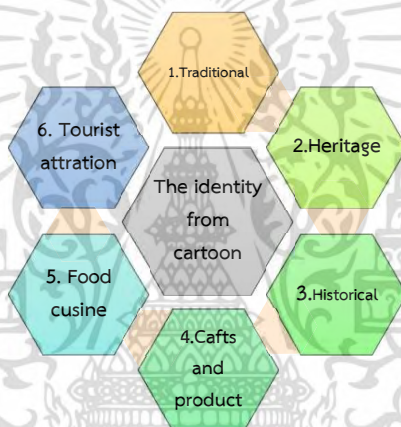 1.Traditional
2.Heritage
3.Historical
4.Cafts
and
product
5. Food
cusine
6. Tourist
attration
The identity
from
cartoon